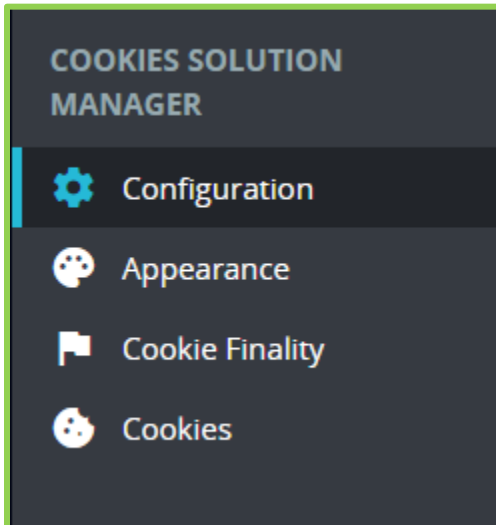 COOKIES SOLUTION
MANAGER
Configuration
Appearance
Cookie Finality
Cookies